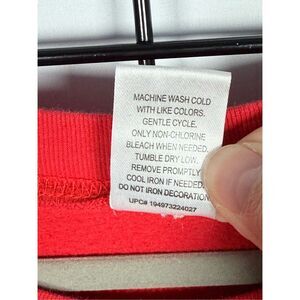 MACHINE WASH COLD
WITH LIKE COLORS.
GENTLE CYCLE.
ONLY NON-CHLORINE
BLEACH WHEN NEEDED.
TUMBLE DRY LOW.
REMOVE PROMPTLY.
COOL IRON IF NEEDED.
DO NOT IRON DECORATION
UPC# 194973224027